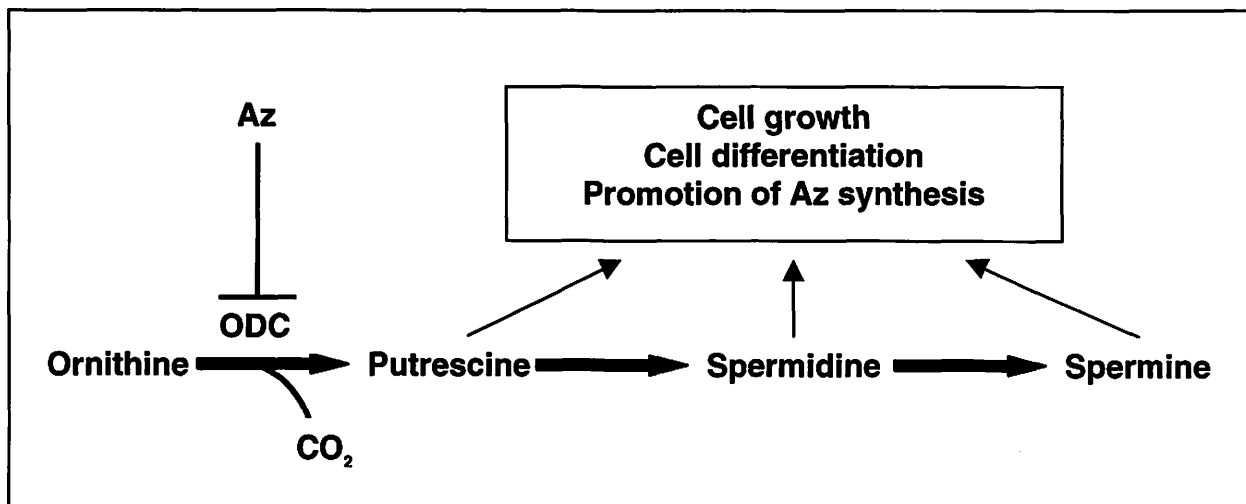 Az
Cell growth
Cell differentiation
Promotion of Az synthesis
ODC
Ornithine
Putrescine
Spermidine
Spermine
CO₂